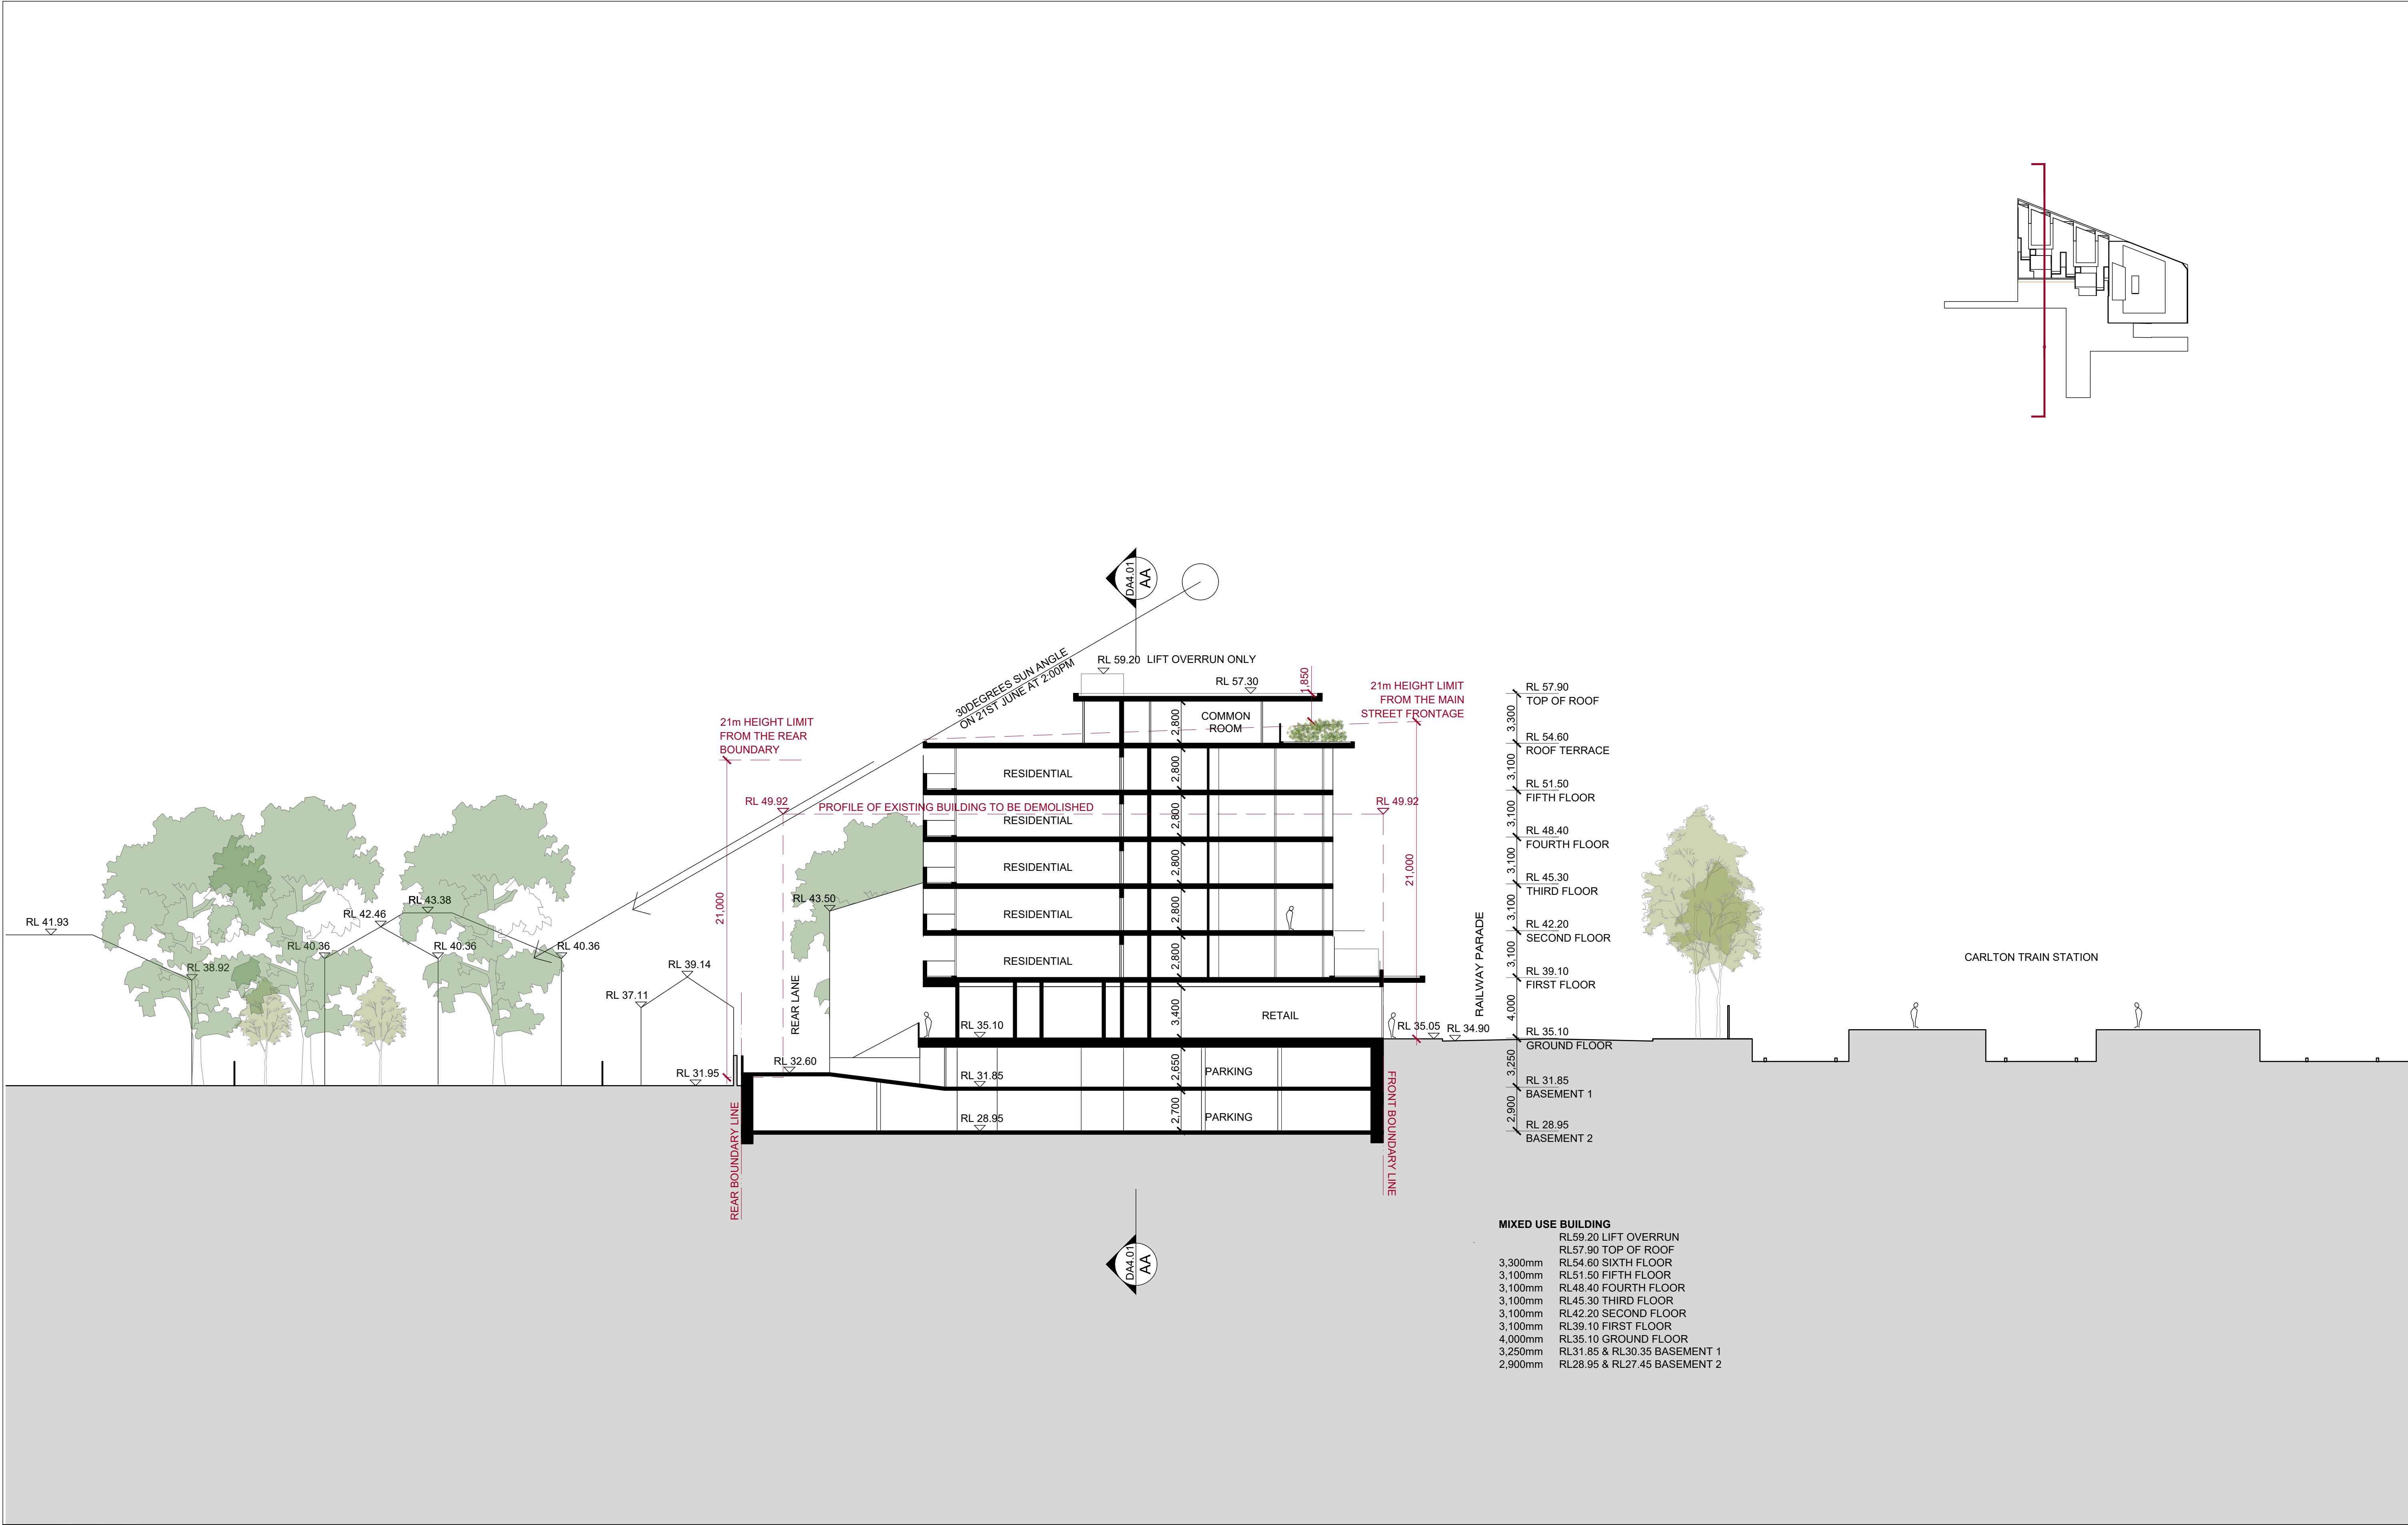 DA4.01
AA
30DEGREES SUN ANGLE
ON 21ST JUNE AT 2:00PM
RL 59.20 LIFT OVERRUN ONLY
RL 57.30
1,850
21m HEIGHT LIMIT
FROM THE MAIN
STREET FRONTAGE
21m HEIGHT LIMIT
FROM THE REAR
BOUNDARY
COMMON
ROOM
2,800
RESIDENTIAL
2,800
RL 49.92
PROFILE OF EXISTING BUILDING TO BE DEMOLISHED
RL 49.92
RESIDENTIAL
2,800
RESIDENTIAL
2,800
RESIDENTIAL
2,800
RESIDENTIAL
2,800
21,000
21,000
RL 41.93
RL 38.92
RL 40.36
RL 42.46
RL 43.38
RL 40.36
RL 40.36
RL 37.11
RL 39.14
RL 43.50
REAR LANE
RL 31.95
RL 32.60
RL 35.10
3,400
RETAIL
RL 35.05
RL 34.90
RL 31.85
2,650
PARKING
RL 28.95
2,700
PARKING
REAR BOUNDARY LINE
FRONT BOUNDARY LINE
RAILWAY PARADE
RL 57.90
TOP OF ROOF
3,300
RL 54.60
ROOF TERRACE
3,100
RL 51.50
FIFTH FLOOR
3,100
RL 48.40
FOURTH FLOOR
3,100
RL 45.30
THIRD FLOOR
3,100
RL 42.20
SECOND FLOOR
3,100
RL 39.10
FIRST FLOOR
4,000
RL 35.10
GROUND FLOOR
3,250
RL 31.85
BASEMENT 1
2,900
RL 28.95
BASEMENT 2
CARLTON TRAIN STATION
DA4.01
AA
MIXED USE BUILDING
RL59.20 LIFT OVERRUN
RL57.90 TOP OF ROOF
3,300mm RL54.60 SIXTH FLOOR
3,100mm RL51.50 FIFTH FLOOR
3,100mm RL48.40 FOURTH FLOOR
3,100mm RL45.30 THIRD FLOOR
3,100mm RL42.20 SECOND FLOOR
3,100mm RL39.10 FIRST FLOOR
4,000mm RL35.10 GROUND FLOOR
3,250mm RL31.85 & RL30.35 BASEMENT 1
2,900mm RL28.95 & RL27.45 BASEMENT 2